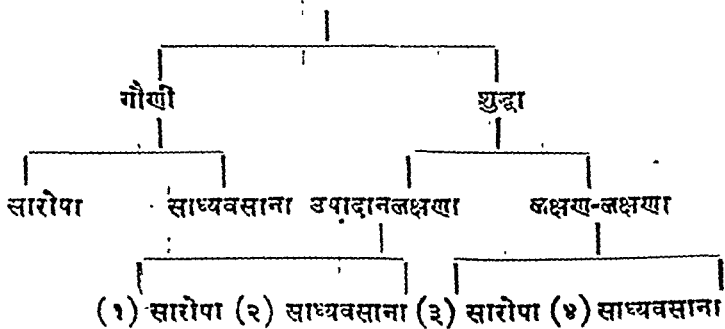 गौणी शुद्धा
सारोपा साध्यवसाना उपादानलक्षणा लक्षण-लक्षणा
(१) सारोपा (२) साध्यवसाना (३) सारोपा (४) साध्यवसाना